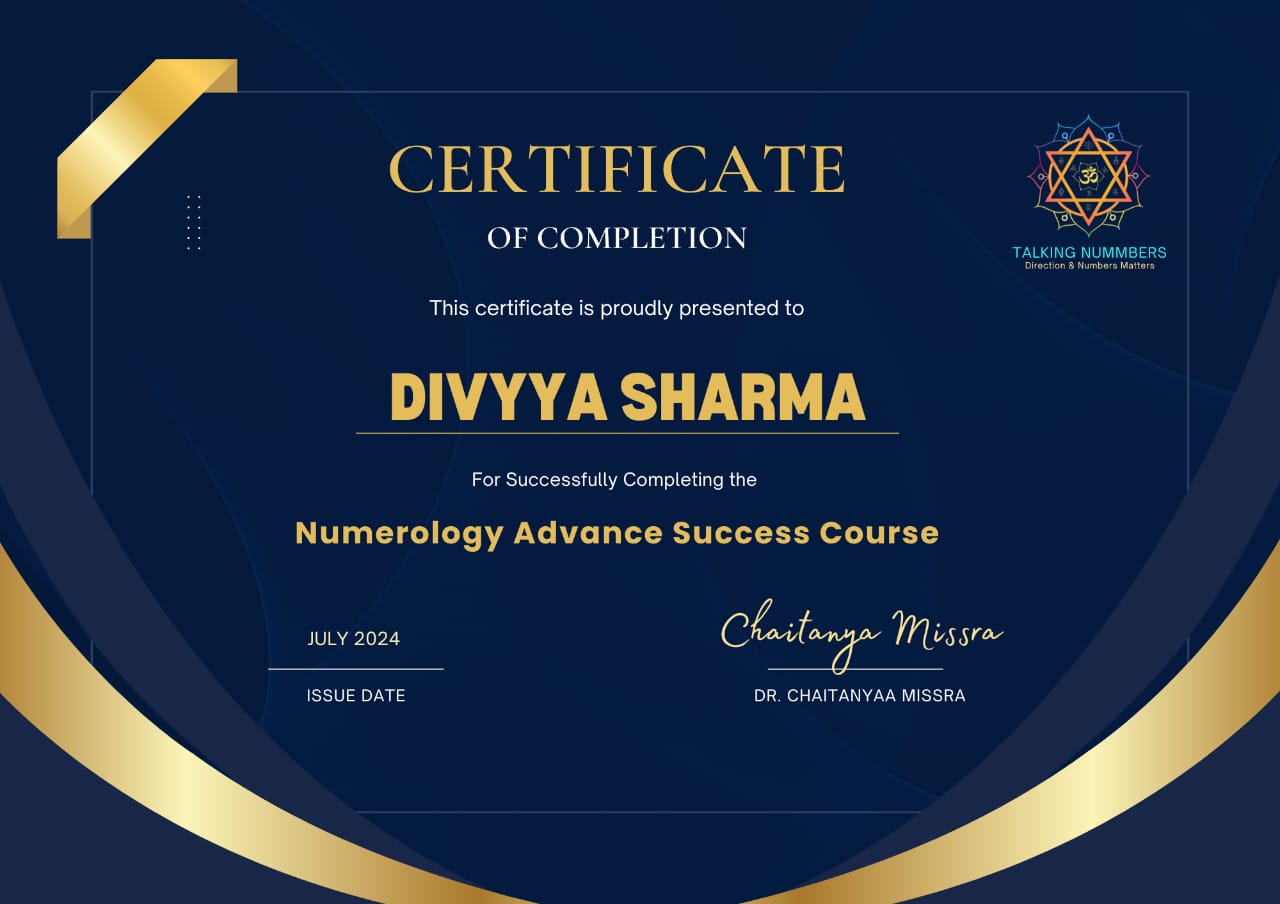 CERTIFICATE
OF COMPLETION
TALKING NUMMBERS
Direction & Numbers Matters
This certificate is proudly presented to
DIVYYA SHARMA
For Successfully Completing the
Numerology Advance Success Course
JULY 2024
Chaitanya Missra
ISSUE DATE
DR. CHAITANYAA MISSRA
ॐ